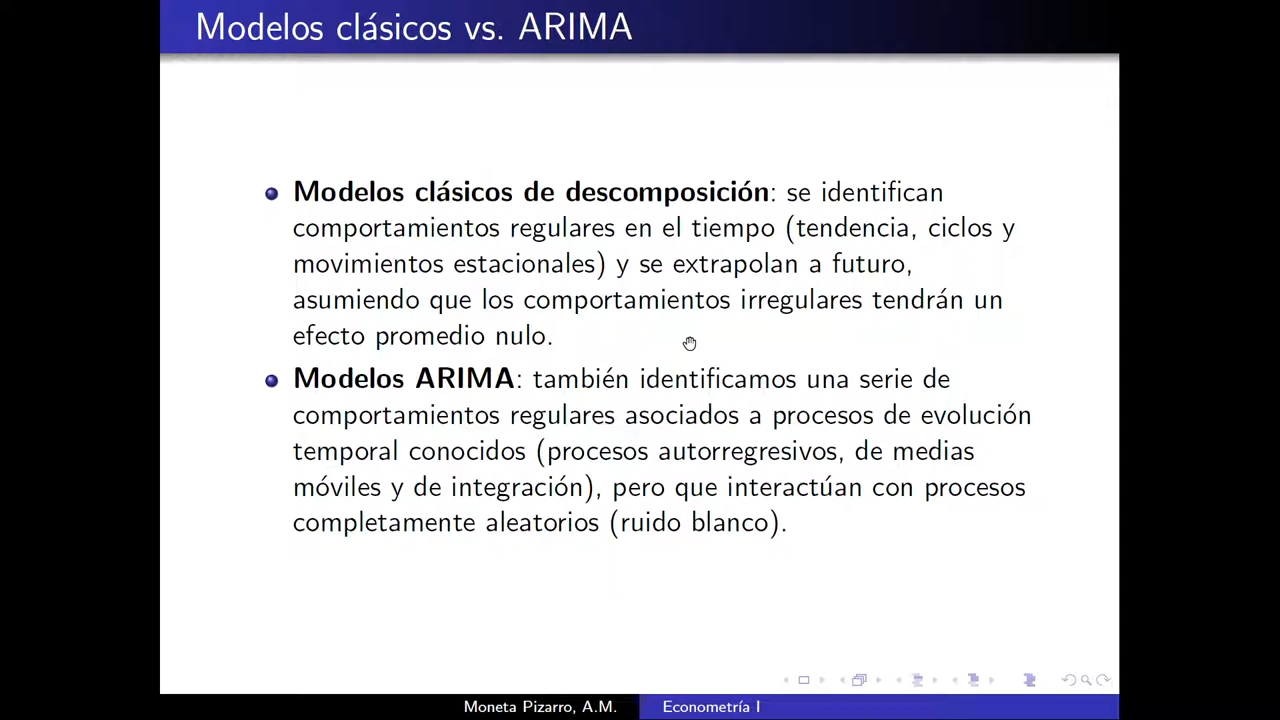 Modelos clásicos vs. ARIMA
Modelos clásicos de descomposición: se identifican
comportamientos regulares en el tiempo (tendencia, ciclos y
movimientos estacionales) y se extrapolan a futuro,
asumiendo que los comportamientos irregulares tendrán un
efecto promedio nulo.
Modelos ARIMA: también identificamos una serie de
comportamientos regulares asociados a procesos de evolución
temporal conocidos (procesos autorregresivos, de medias
móviles y de integración), pero que interactúan con procesos
completamente aleatorios (ruido blanco).
Moneta Pizarro, A.M. Econometría I